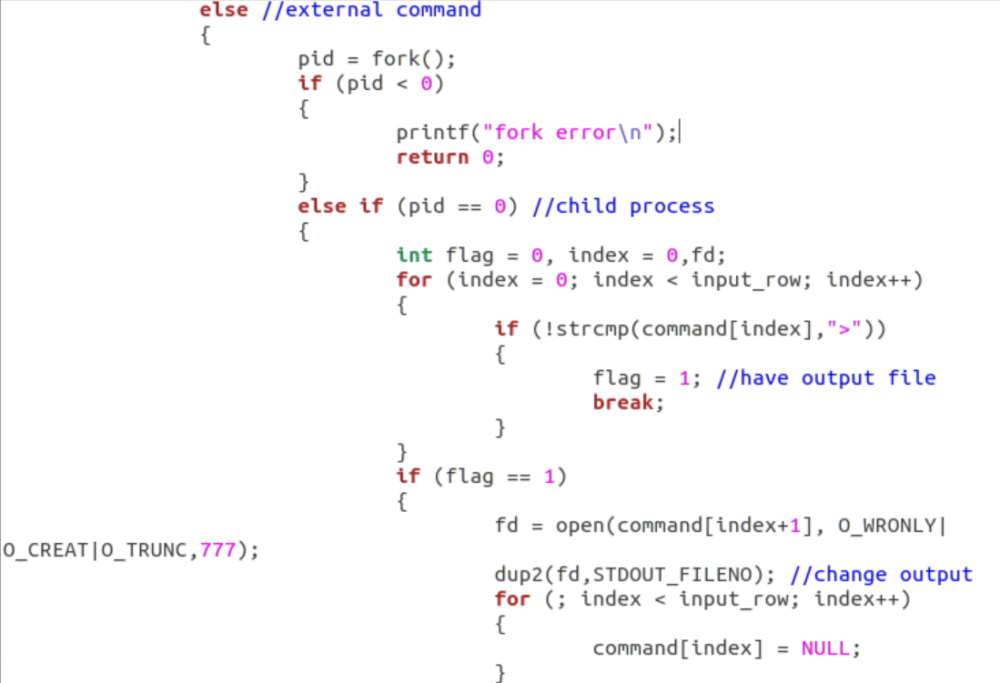 else //external command
{
pid = fork();
if (pid < 0)
{
printf("fork error\n");
return 0;
}
else if (pid == 0) //child process
{
int flag = 0, index = 0,fd;
for (index = 0; index < input_row; index++)
{
if (!strcmp(command[index],">"))
{
flag = 1; //have output file
break;
}
}
if (flag == 1)
{
fd = open(command[index+1], O_WRONLY|
O_CREAT|O_TRUNC,777);
dup2(fd,STDOUT_FILENO); //change output
for (; index < input_row; index++)
{
command[index] = NULL;
}